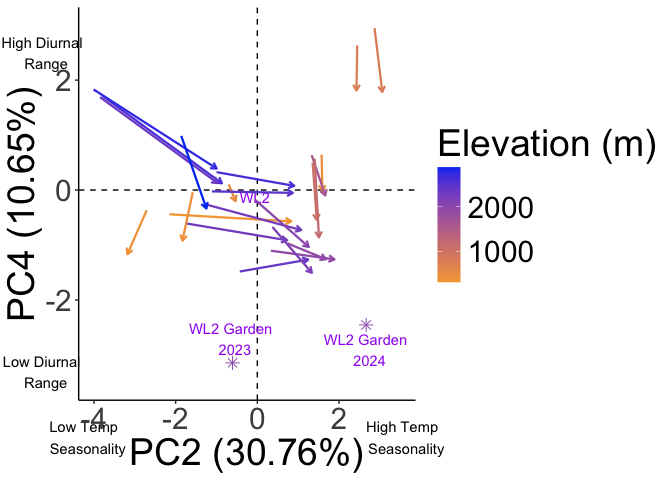 High Diurnal
Range
2
0
-2
PC4 (10.65%)
Low Diurnal
Range
WL2
WL2 Garden
2023
WL2 Garden
2024
-4
-2
0
2
Low Temp
Seasonality
PC2 (30.76%)
High Temp
Seasonality
Elevation (m)
2000
1000